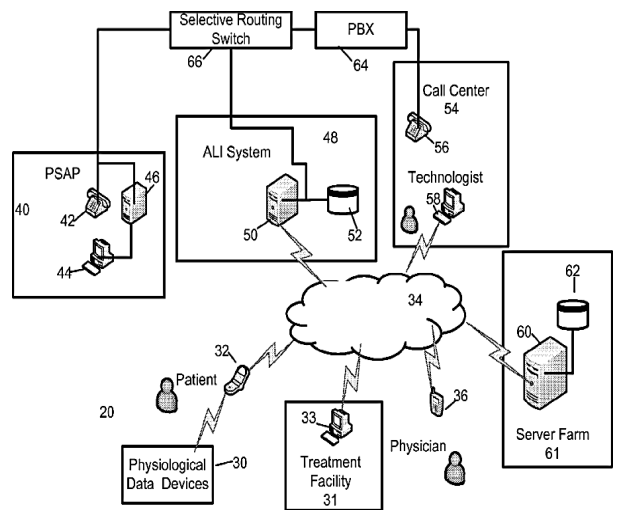 Selective Routing
Switch
66
PBX
64
Call Center
54
56
Technologist
58
48
ALI System
50
52
PSAP
46
40
42
44
34
62
60
Server Farm
61
32
Patient
36
20
33
Physician
Physiological
Data Devices
30
Treatment
Facility
31